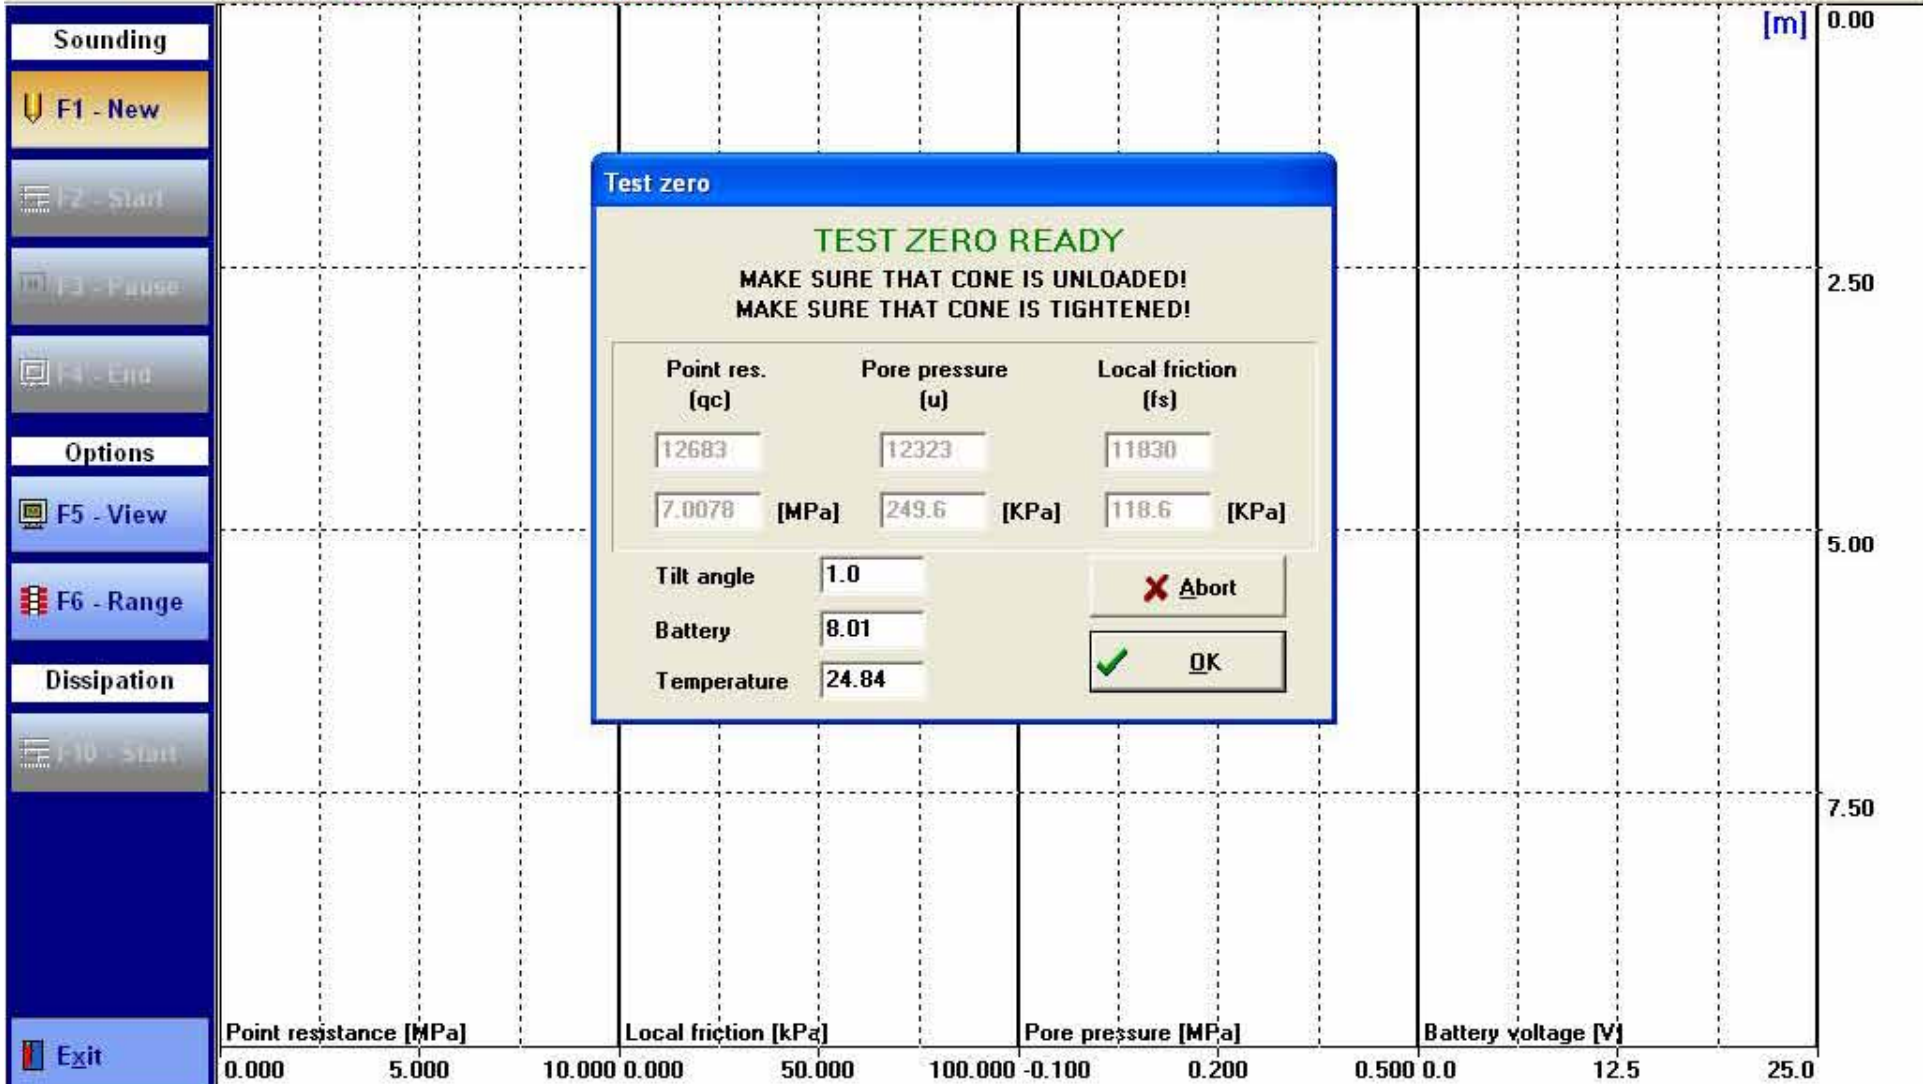 Sounding
F1 - New
F2 - Start
F3 - Pause
F4 - End
Options
F5 - View
F6 - Range
Dissipation
F10 - Start
Exit
[m]
0.00
2.50
5.00
7.50
Test zero
TEST ZERO READY
MAKE SURE THAT CONE IS UNLOADED!
MAKE SURE THAT CONE IS TIGHTENED!
Point res. Pore pressure Local friction
(qc) (u) (fs)
12683 12323 11830
7.0078 [MPa] 249.6 [KPa] 118.6 [KPa]
Tilt angle 1.0
Battery 8.01
Temperature 24.84
Abort
OK
Point resistance [MPa] Local friction [kPa] Pore pressure [MPa] Battery voltage [V]
0.000 5.000 10.000 0.000 50.000 100.000 -0.100 0.200 0.500 0.0 12.5 25.0